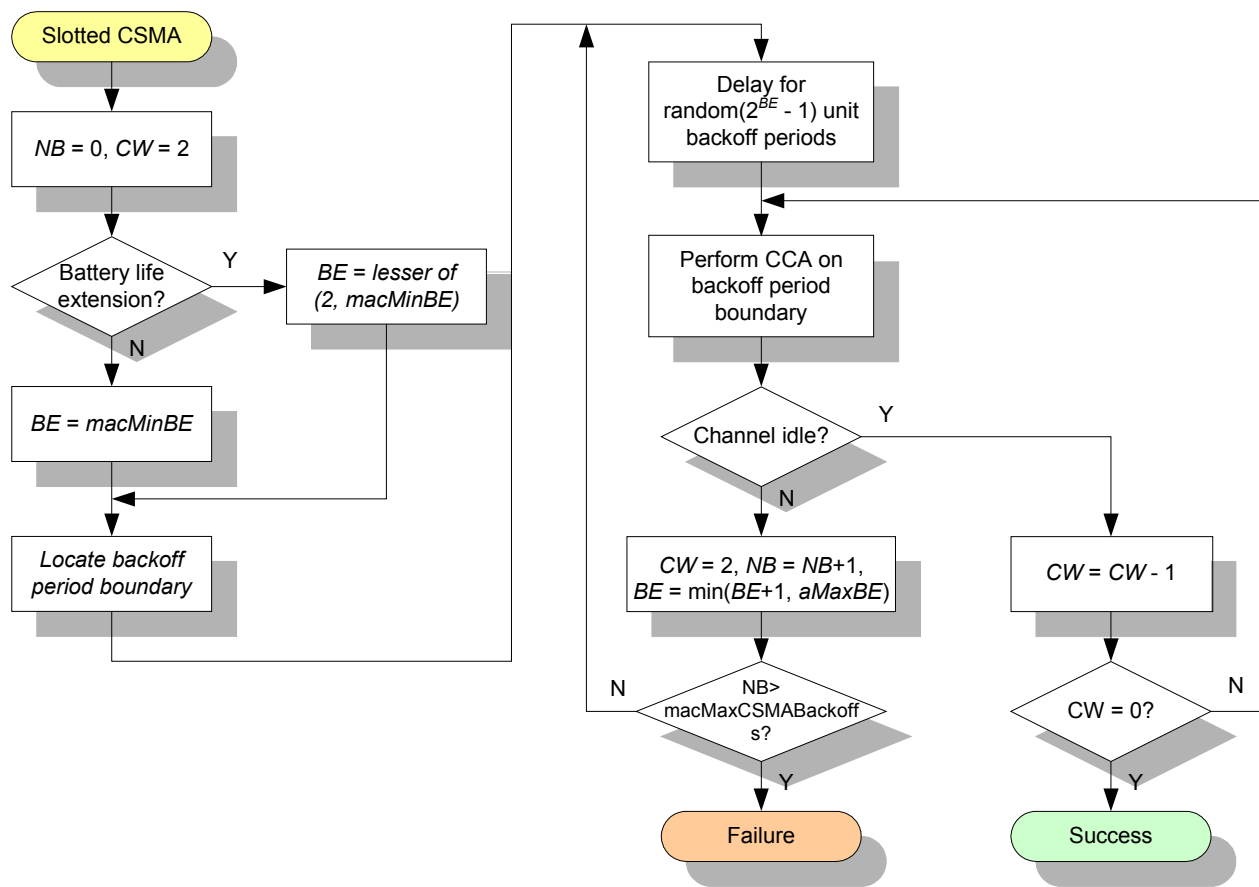 Slotted CSMA
NB = 0, CW = 2
Battery life
extension?
Y
N
BE = lesser of
(2, macMinBE)
BE = macMinBE
Locate backoff
period boundary
Delay for
random(2^BE - 1) unit
backoff periods
Perform CCA on
backoff period
boundary
Channel idle?
Y
N
CW = 2, NB = NB+1,
BE = min(BE+1, aMaxBE)
CW = CW - 1
NB>
macMaxCSMABackoff
s?
N
Y
CW = 0?
N
Y
Failure
Success